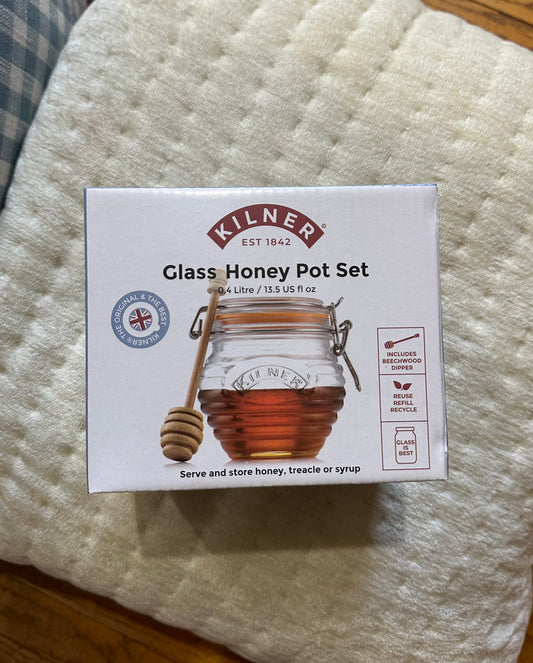 KILNER®
EST 1842
Glass Honey Pot Set
0.4 Litre / 13.5 US fl oz
THE ORIGINAL & THE BEST
KILNER®
KILNER
INCLUDES
BEECHWOOD
DIPPER
REUSE
REFILL
RECYCLE
GLASS
IS
BEST
Serve and store honey, treacle or syrup